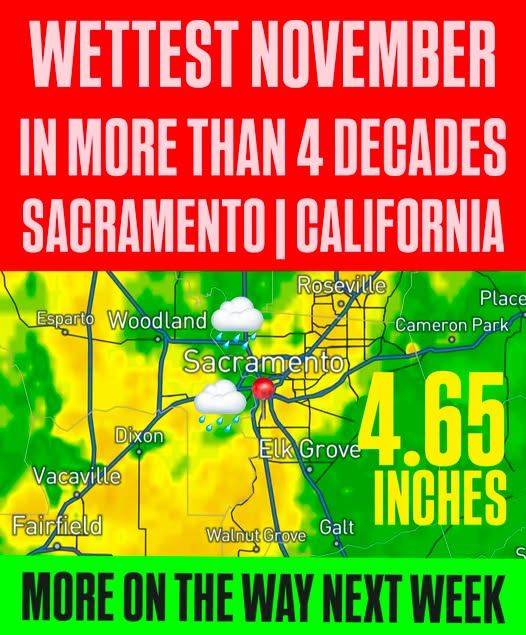 WETTEST NOVEMBER
IN MORE THAN 4 DECADES
SACRAMENTO | CALIFORNIA
Roseville
Place
Esparto
Woodland
Cameron Park
Sacramento
4.65
INCHES
Dixon
Elk Grove
Vacaville
Fairfield
Walnut Grove
Galt
S
MORE ON THE WAY NEXT WEEK